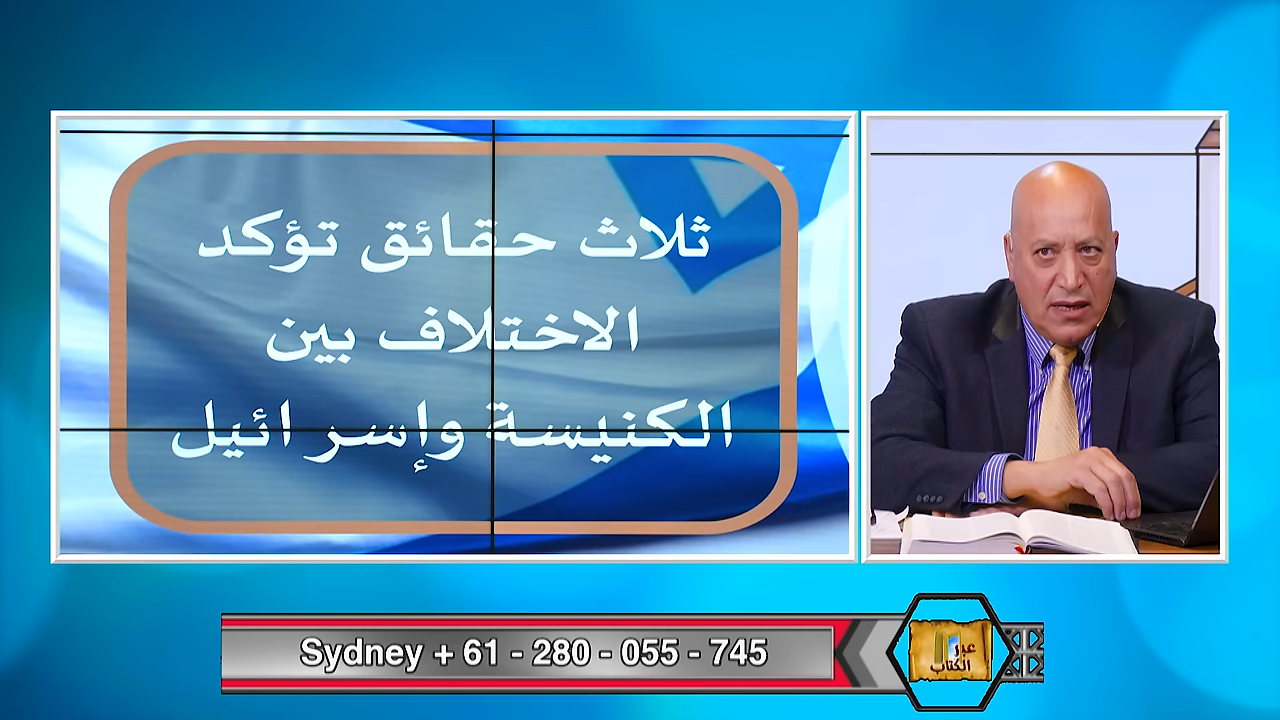 ثلاث حقائق تؤكد
الاختلاف بين
الكنيسة وإسرائيل
Sydney + 61 - 280 - 055 - 745
عبر
الكتاب